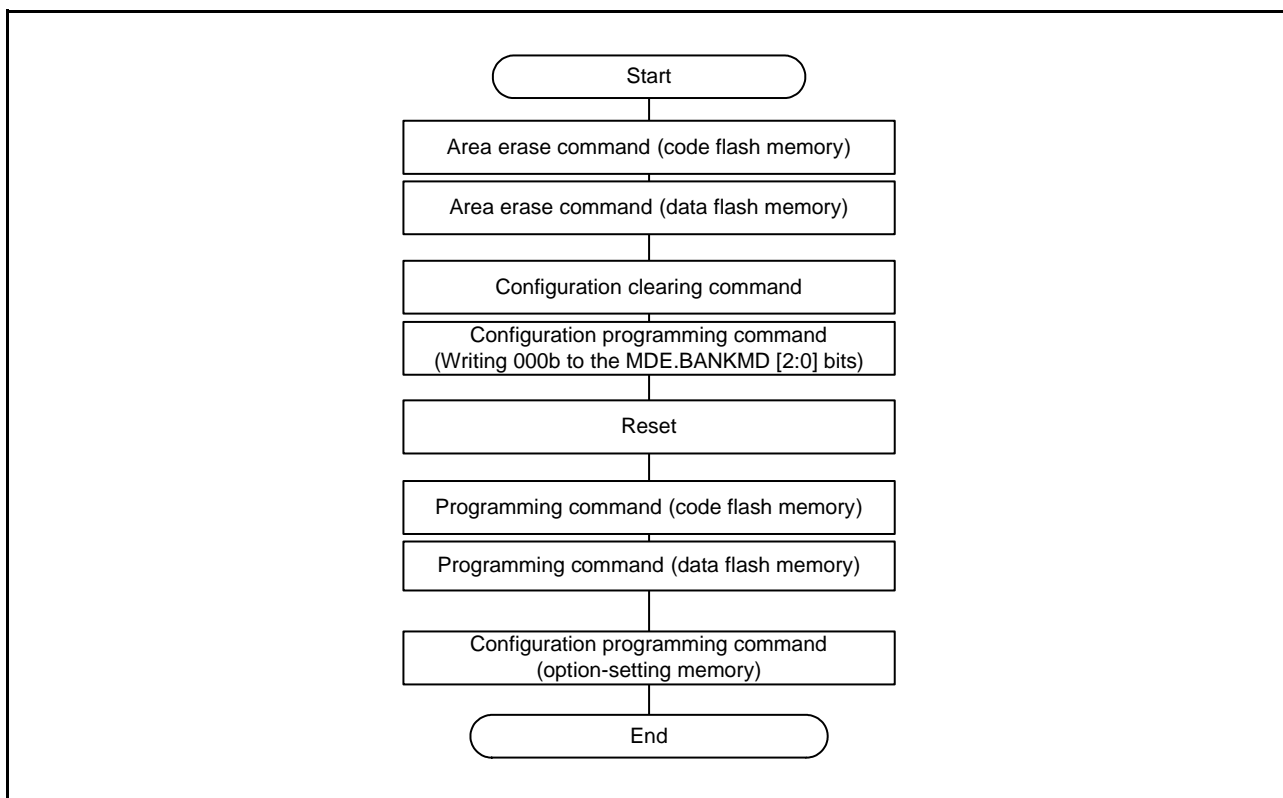 Start
Area erase command (code flash memory)
Area erase command (data flash memory)
Configuration clearing command
Configuration programming command
(Writing 000b to the MDE.BANKMD [2:0] bits)
Reset
Programming command (code flash memory)
Programming command (data flash memory)
Configuration programming command
(option-setting memory)
End